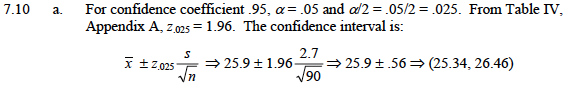 7.10 a. For confidence coefficient .95, α = .05 and α/2 = .05/2 = .025. From Table IV,
Appendix A, z.025 = 1.96. The confidence interval is:
x̄ ± z.025 s/√n ⇒ 25.9 ± 1.96 2.7/√90 ⇒ 25.9 ± .56 ⇒ (25.34, 26.46)